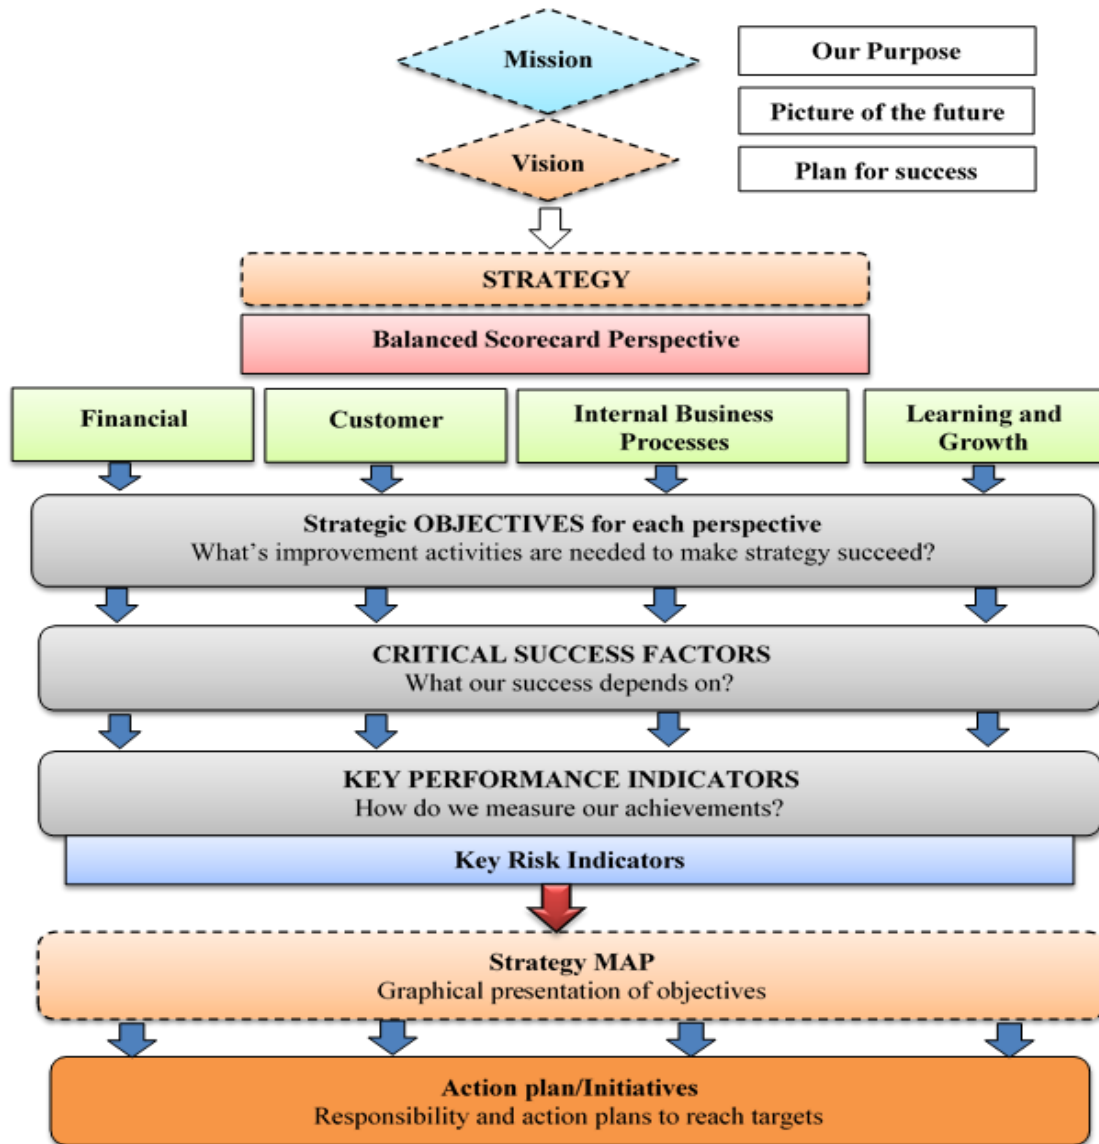 Mission
Our Purpose
Picture of the future
Vision
Plan for success
STRATEGY
Balanced Scorecard Perspective
Financial
Customer
Internal Business
Processes
Learning and
Growth
Strategic OBJECTIVES for each perspective
What's improvement activities are needed to make strategy succeed?
CRITICAL SUCCESS FACTORS
What our success depends on?
KEY PERFORMANCE INDICATORS
How do we measure our achievements?
Key Risk Indicators
Strategy MAP
Graphical presentation of objectives
Action plan/Initiatives
Responsibility and action plans to reach targets